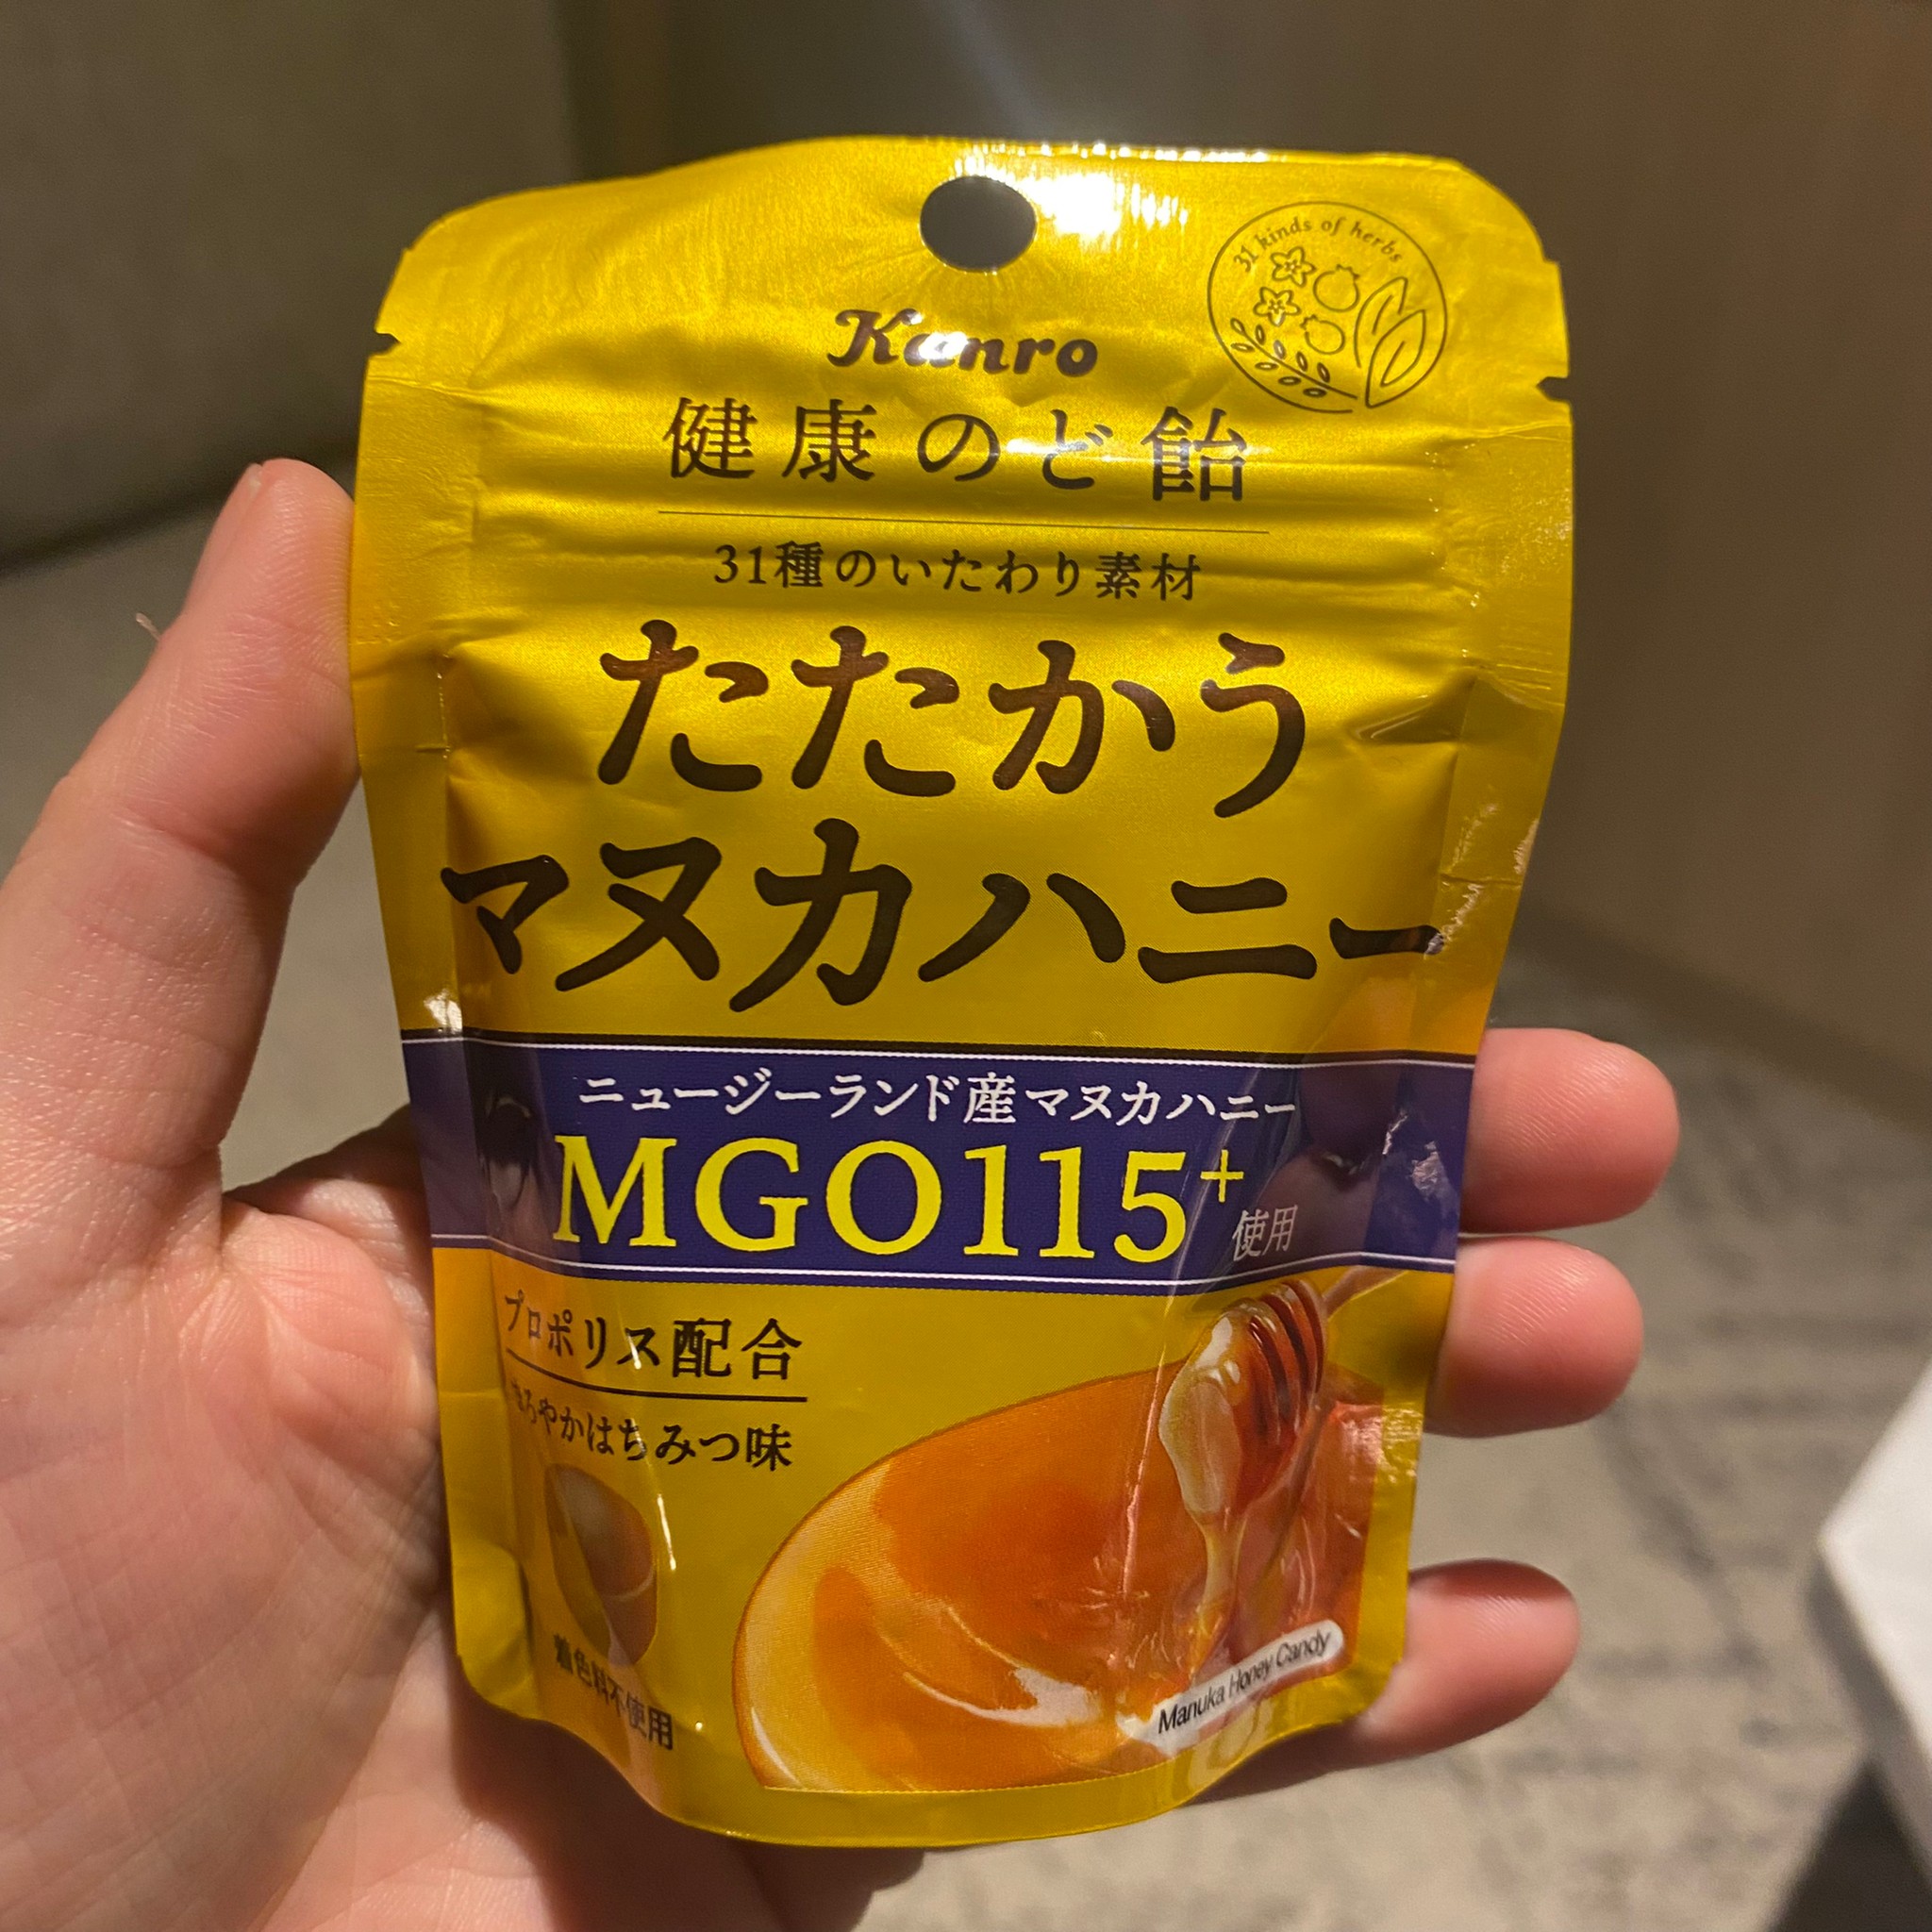 31 kinds of herbs
Kanro
健康のど飴
31種のいたわり素材
たたかう
マヌカハニー
ニュージーランド産マヌカハニー
MGO115+使用
プロポリス配合
まろやかはちみつ味
着色料不使用
Manuka Honey Candy